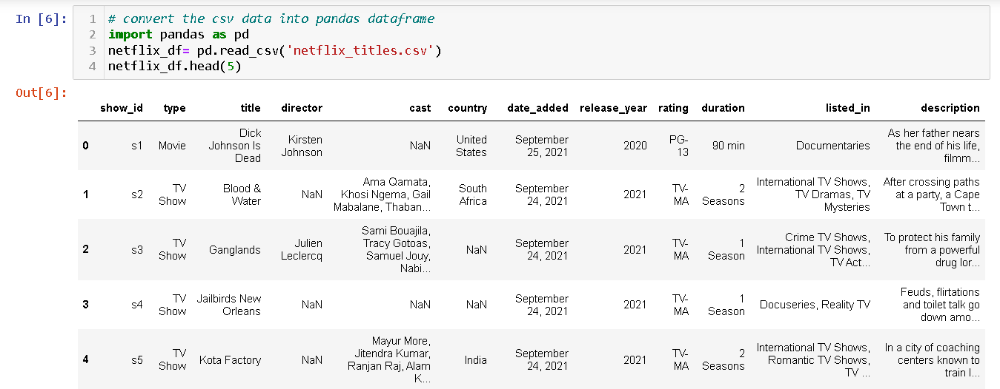 In [6]:
1 # convert the csv data into pandas dataframe
2 import pandas as pd
3 netflix_df= pd.read_csv('netflix_titles.csv')
4 netflix_df.head(5)
Out[6]:
show_id type title director cast country date_added release_year rating duration listed_in description
0 s1 Movie
Dick
Johnson Is
Dead
Kirsten
Johnson
NaN
United
States
September
25, 2021
2020
PG-
13
90 min
Documentaries
As her father nears
the end of his life,
filmm...
1 s2
TV
Show
Blood &
Water
NaN
Ama Qamata,
Khosi Ngema, Gail
Mabalane, Thaban...
South
Africa
September
24, 2021
2021
TV-
MA
2
Seasons
International TV Shows,
TV Dramas, TV
Mysteries
After crossing paths
at a party, a Cape
Town t...
2 s3
TV
Show
Ganglands
Julien
Leclercq
Sami Bouajila,
Tracy Gotoas,
Samuel Jouy,
Nabi...
NaN
September
24, 2021
2021
TV-
MA
1
Season
Crime TV Shows,
International TV Shows,
TV Act...
To protect his family
from a powerful
drug lor...
3 s4
TV
Show
Jailbirds New
Orleans
NaN
NaN
NaN
September
24, 2021
2021
TV-
MA
1
Season
Docuseries, Reality TV
Feuds, flirtations
and toilet talk go
down amo...
4 s5
TV
Show
Kota Factory
NaN
Mayur More,
Jitendra Kumar,
Ranjan Raj, Alam
K...
India
September
24, 2021
2021
TV-
MA
2
Seasons
International TV Shows,
Romantic TV Shows,
TV ...
In a city of coaching
centers known to
train I...